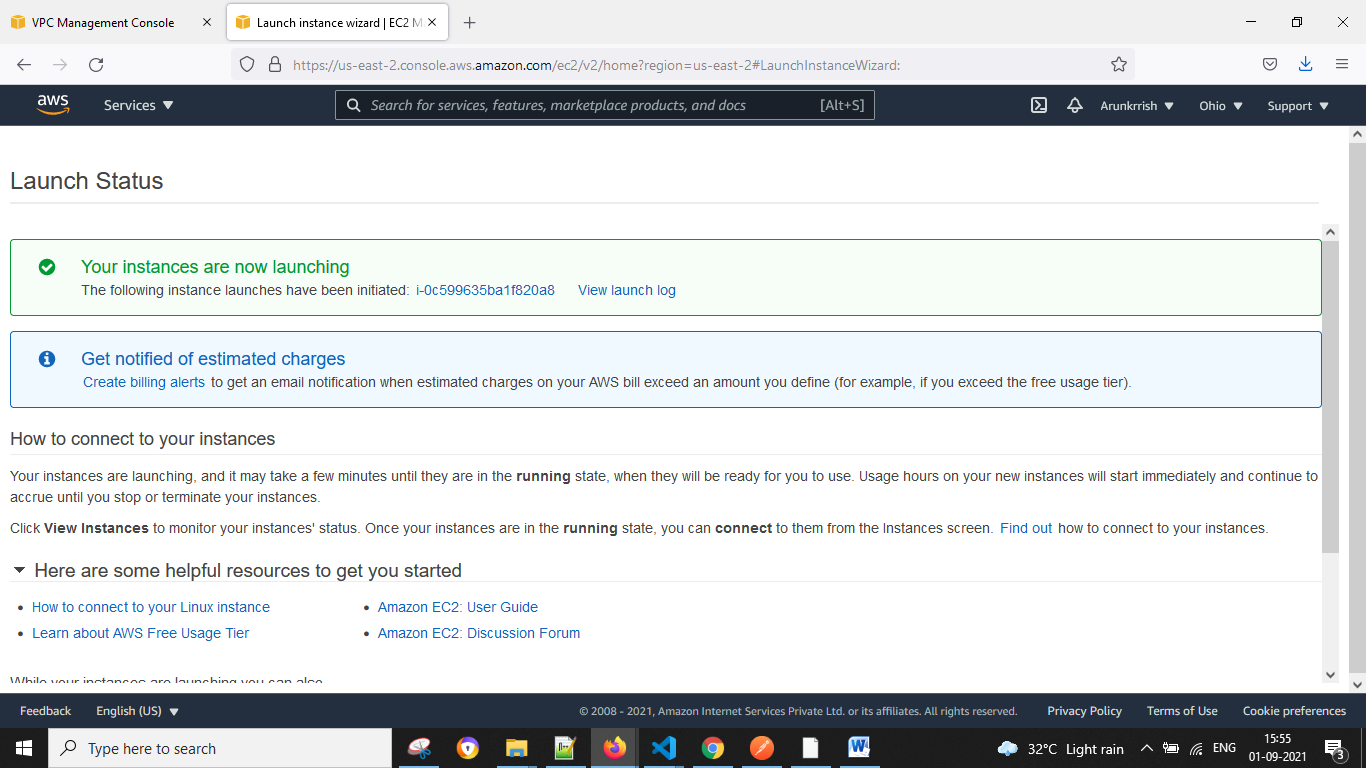 VPC Management Console
Launch instance wizard | EC2 M
https://us-east-2.console.aws.amazon.com/ec2/v2/home?region=us-east-2#LaunchInstanceWizard:
aws Services Search for services, features, marketplace products, and docs [Alt+S] Arunkrrish Ohio Support
Launch Status
Your instances are now launching
The following instance launches have been initiated: i-0c599635ba1f820a8 View launch log
Get notified of estimated charges
Create billing alerts to get an email notification when estimated charges on your AWS bill exceed an amount you define (for example, if you exceed the free usage tier).
How to connect to your instances
Your instances are launching, and it may take a few minutes until they are in the running state, when they will be ready for you to use. Usage hours on your new instances will start immediately and continue to
accrue until you stop or terminate your instances.
Click View Instances to monitor your instances' status. Once your instances are in the running state, you can connect to them from the Instances screen. Find out how to connect to your instances.
Here are some helpful resources to get you started
• How to connect to your Linux instance • Amazon EC2: User Guide
• Learn about AWS Free Usage Tier • Amazon EC2: Discussion Forum
While your instances are launching you can also
Feedback English (US) © 2008 - 2021, Amazon Internet Services Private Ltd. or its affiliates. All rights reserved. Privacy Policy Terms of Use Cookie preferences
Type here to search 32°C Light rain ENG 15:55
01-09-2021 3